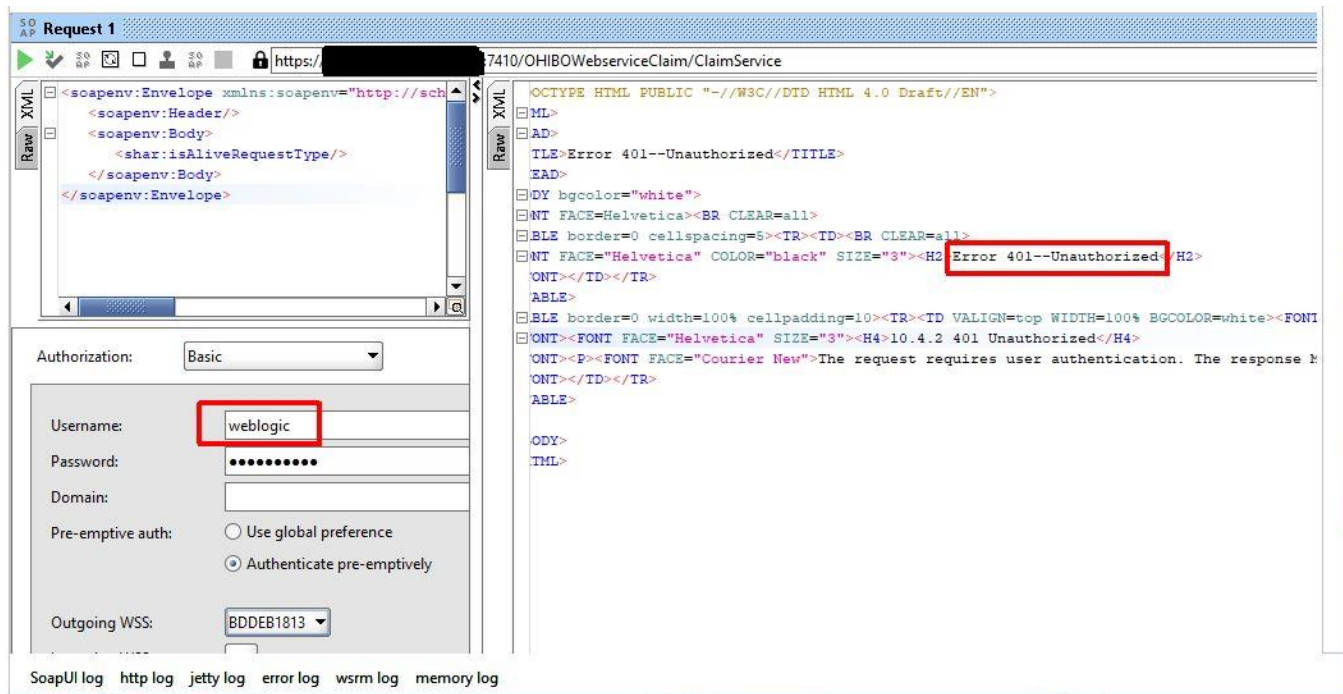 SO
AP Request 1
https:// :7410/OHIBOWebserviceClaim/ClaimService
XML
Raw
<soapenv:Envelope xmlns:soapenv="http://sch
<soapenv:Header/>
<soapenv:Body>
<shar:isAliveRequestType/>
</soapenv:Body>
</soapenv:Envelope>
XML
Raw
OCTYPE HTML PUBLIC "-//W3C//DTD HTML 4.0 Draft//EN">
ML>
AD>
TLE>Error 401--Unauthorized</TITLE>
EAD>
DY bgcolor="white">
NT FACE=Helvetica><BR CLEAR=all>
BLE border=0 cellspacing=5><TR><TD><BR CLEAR=all>
NT FACE="Helvetica" COLOR="black" SIZE="3"><H2>Error 401--Unauthorized</H2>
ONT></TD></TR>
ABLE>
BLE border=0 width=100% cellpadding=10><TR><TD VALIGN=top WIDTH=100% BGCOLOR=white><FONT
ONT><FONT FACE="Helvetica" SIZE="3"><H4>10.4.2 401 Unauthorized</H4>
ONT><P><FONT FACE="Courier New">The request requires user authentication. The response M
ONT></TD></TR>
ABLE>
ODY>
TML>
Authorization: Basic
Username: weblogic
Password: ••••••••••
Domain:
Pre-emptive auth: Use global preference
Authenticate pre-emptively
Outgoing WSS: BDDEB1813
SoapUI log http log jetty log error log wsrm log memory log